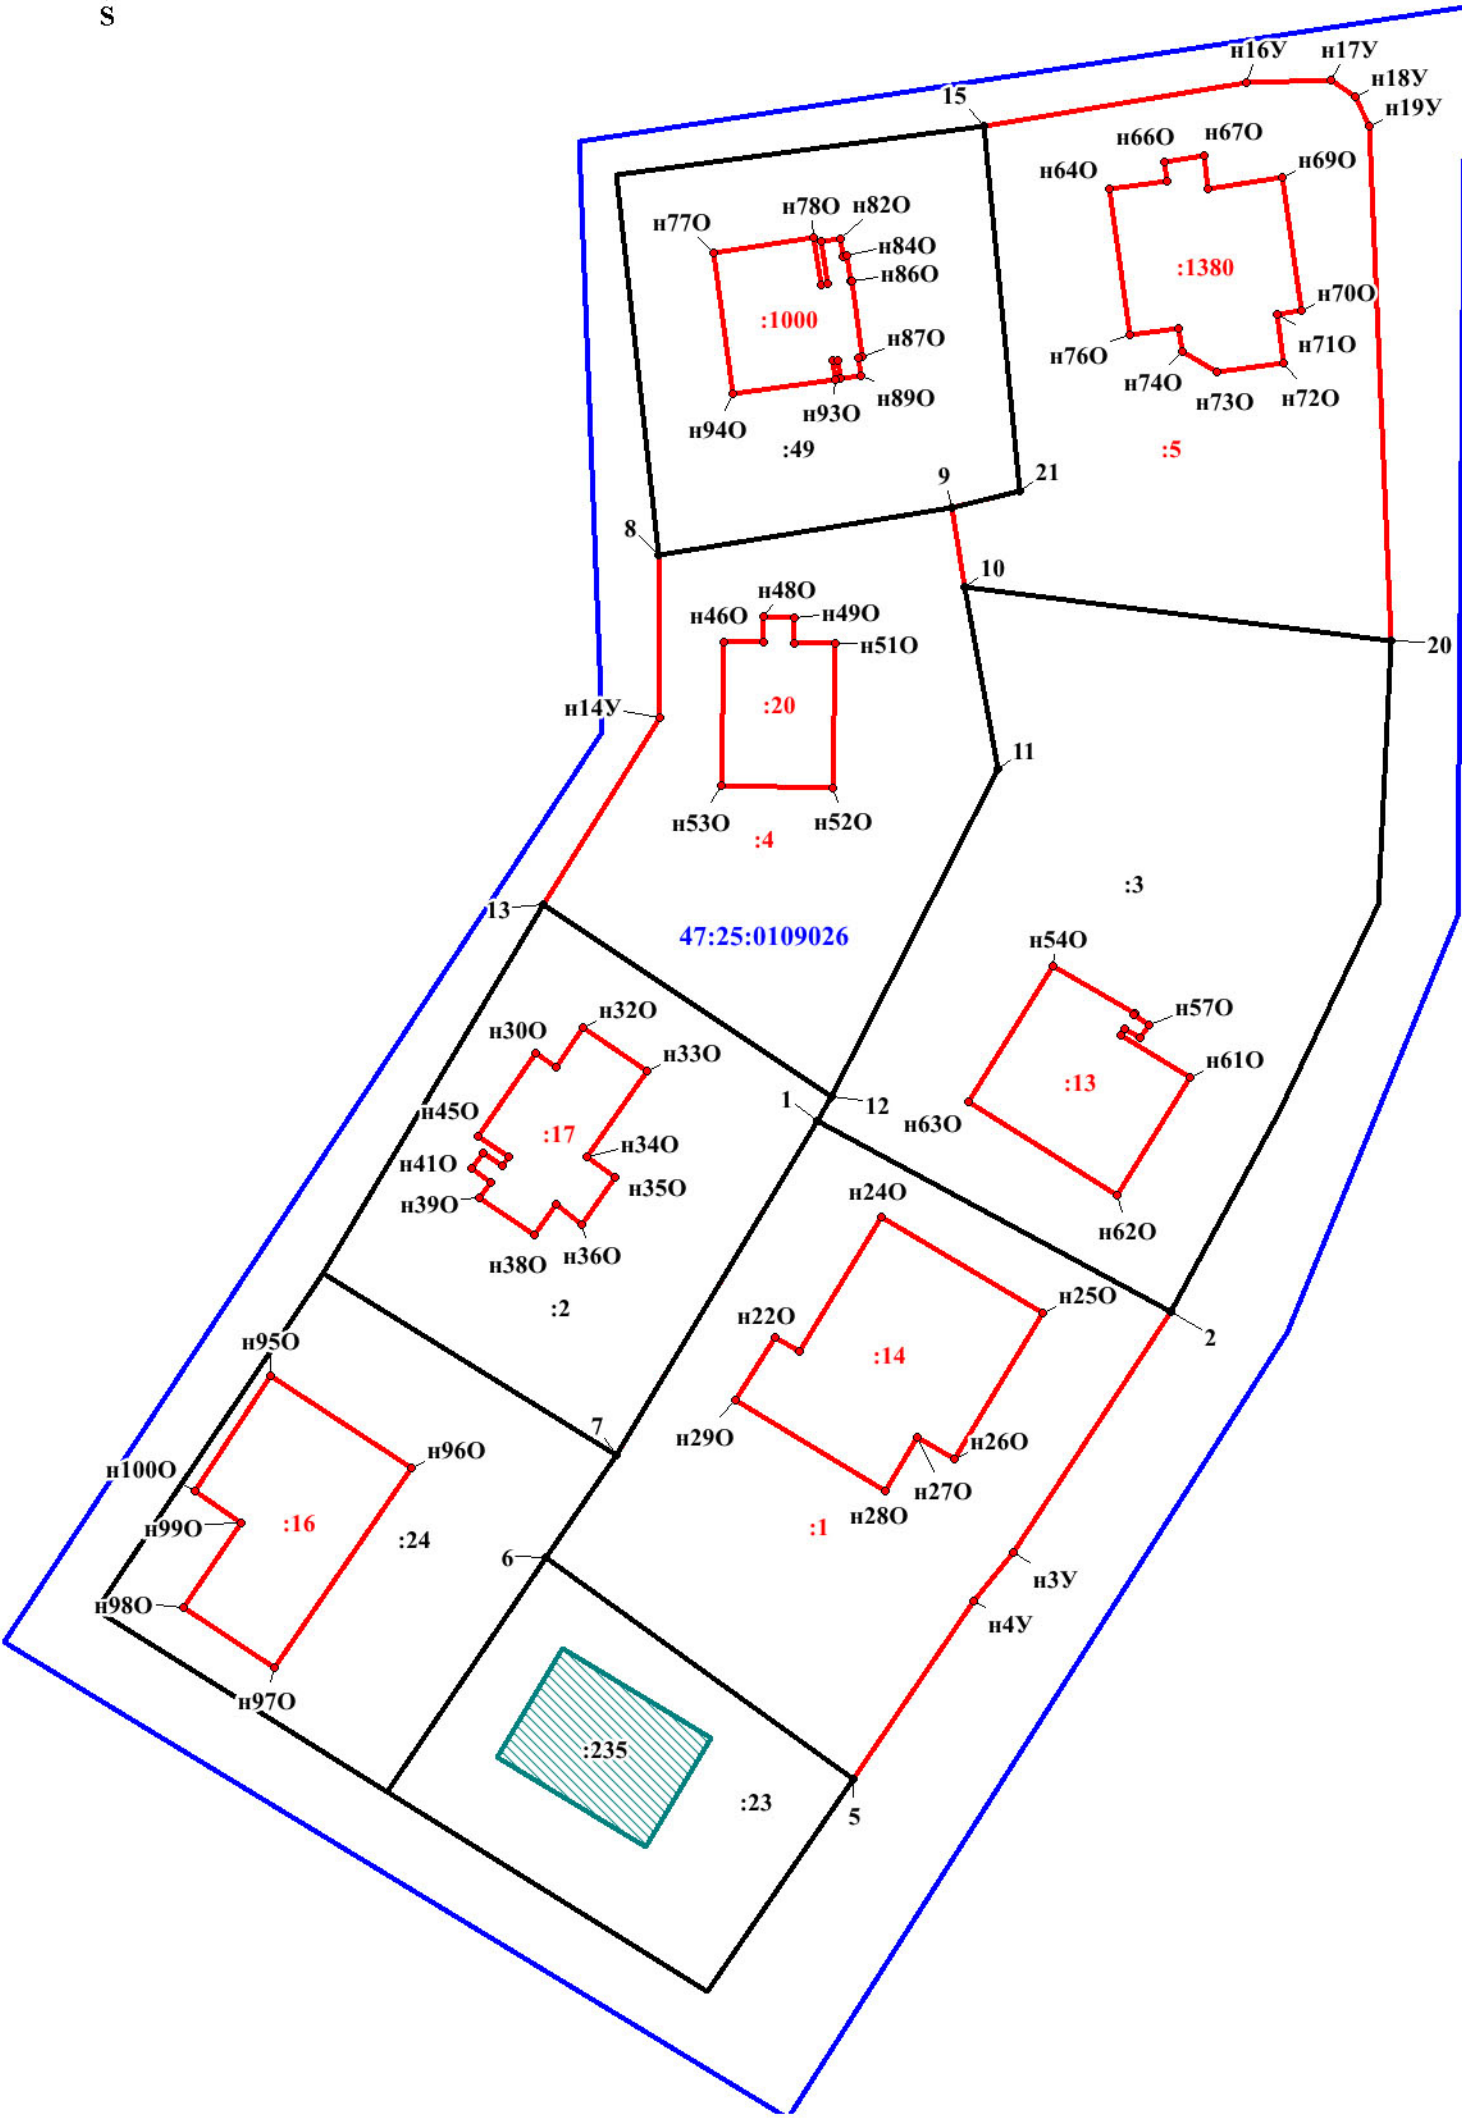 S
н16У
н17У
н18У
15
н19У
н66О
н67О
н64О
н69О
н78О
н82О
н77О
н84О
н86О
:1380
н70О
:1000
н87О
н71О
н76О
н74О
н89О
н73О
н72О
н93О
н94О
:49
:5
9
21
8
10
н48О
н46О
н49О
н51О
20
:20
н14У
11
н53О
н52О
:4
:3
13
47:25:0109026
н54О
н57О
н32О
н30О
н33О
н61О
:13
1
12
н45О
н63О
:17
н34О
н41О
н35О
н39О
н24О
н62О
н36О
н38О
н25О
:2
н22О
2
н95О
:14
7
н29О
н26О
н96О
н100О
н27О
н28О
:16
н99О
:24
:1
6
н3У
н98О
н4У
н97О
:235
:23
5